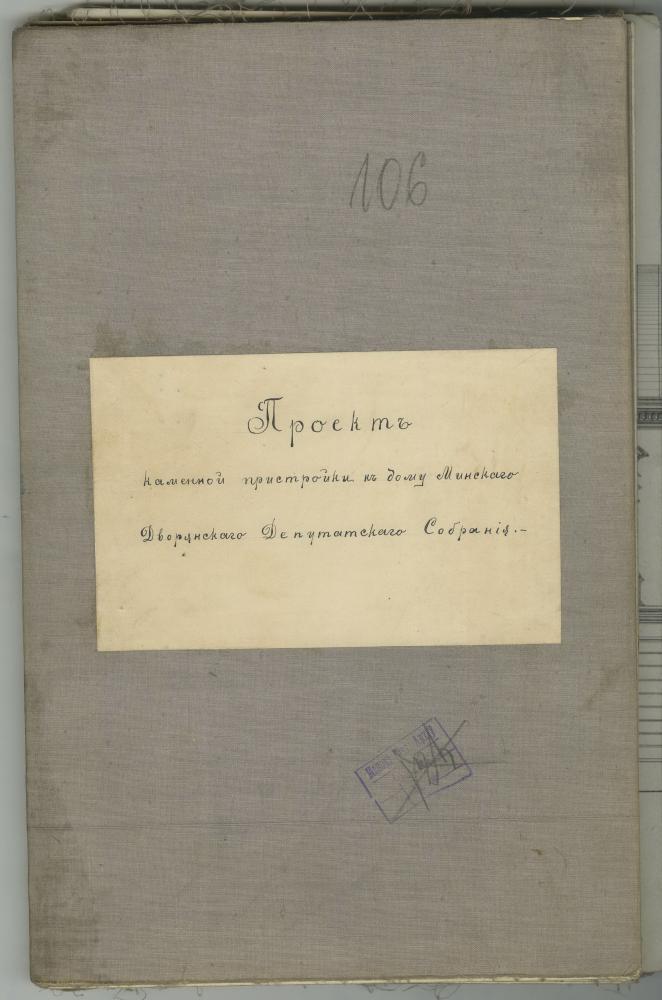 106
Проектъ
каменной пристройки къ дому Минскаго
Дворянскаго Депутатскаго Собранія.–